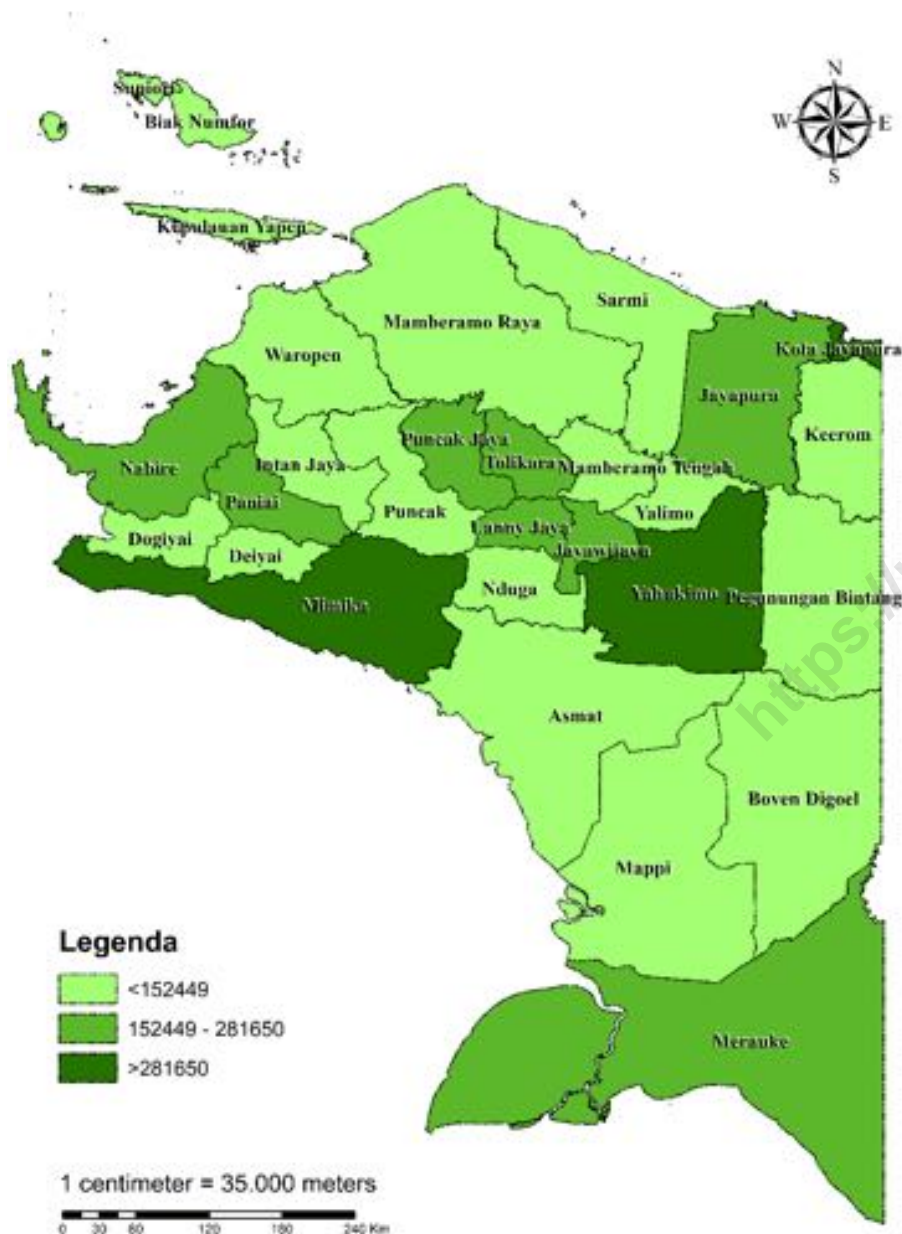 Supiori
Biak Numfor
N
W E
S
Kepulauan Yapen
Sarmi
Mamberamo Raya
Waropen
Kota Jayapura
Jayapura
Keerom
Puncak Jaya
Nabire
Intan Jaya
Tolikara
Mamberamo Tengah
Paniai
Puncak
Yalimo
Lanny Jaya
Dogiyai
Deiyai
Jayawijaya
Nduga
Mimika
Yahukimo
Pegunungan Bintang
Asmat
Boven Digoel
Mappi
Merauke
https://
Legenda
<152449
152449 - 281650
>281650
1 centimeter = 35.000 meters
0 30 60 120 180 240 Km